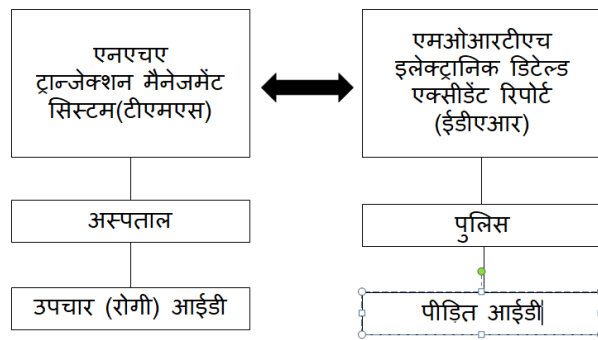 एनएचए
ट्रान्जेक्शन मैनेजमेंट
सिस्टम(टीएमएस)
एमओआरटीएच
इलेक्ट्रानिक डिटेल्ड
एक्सीडेंट रिपोर्ट
(ईडीएआर)
अस्पताल
पुलिस
उपचार (रोगी) आईडी
पीड़ित आईडी